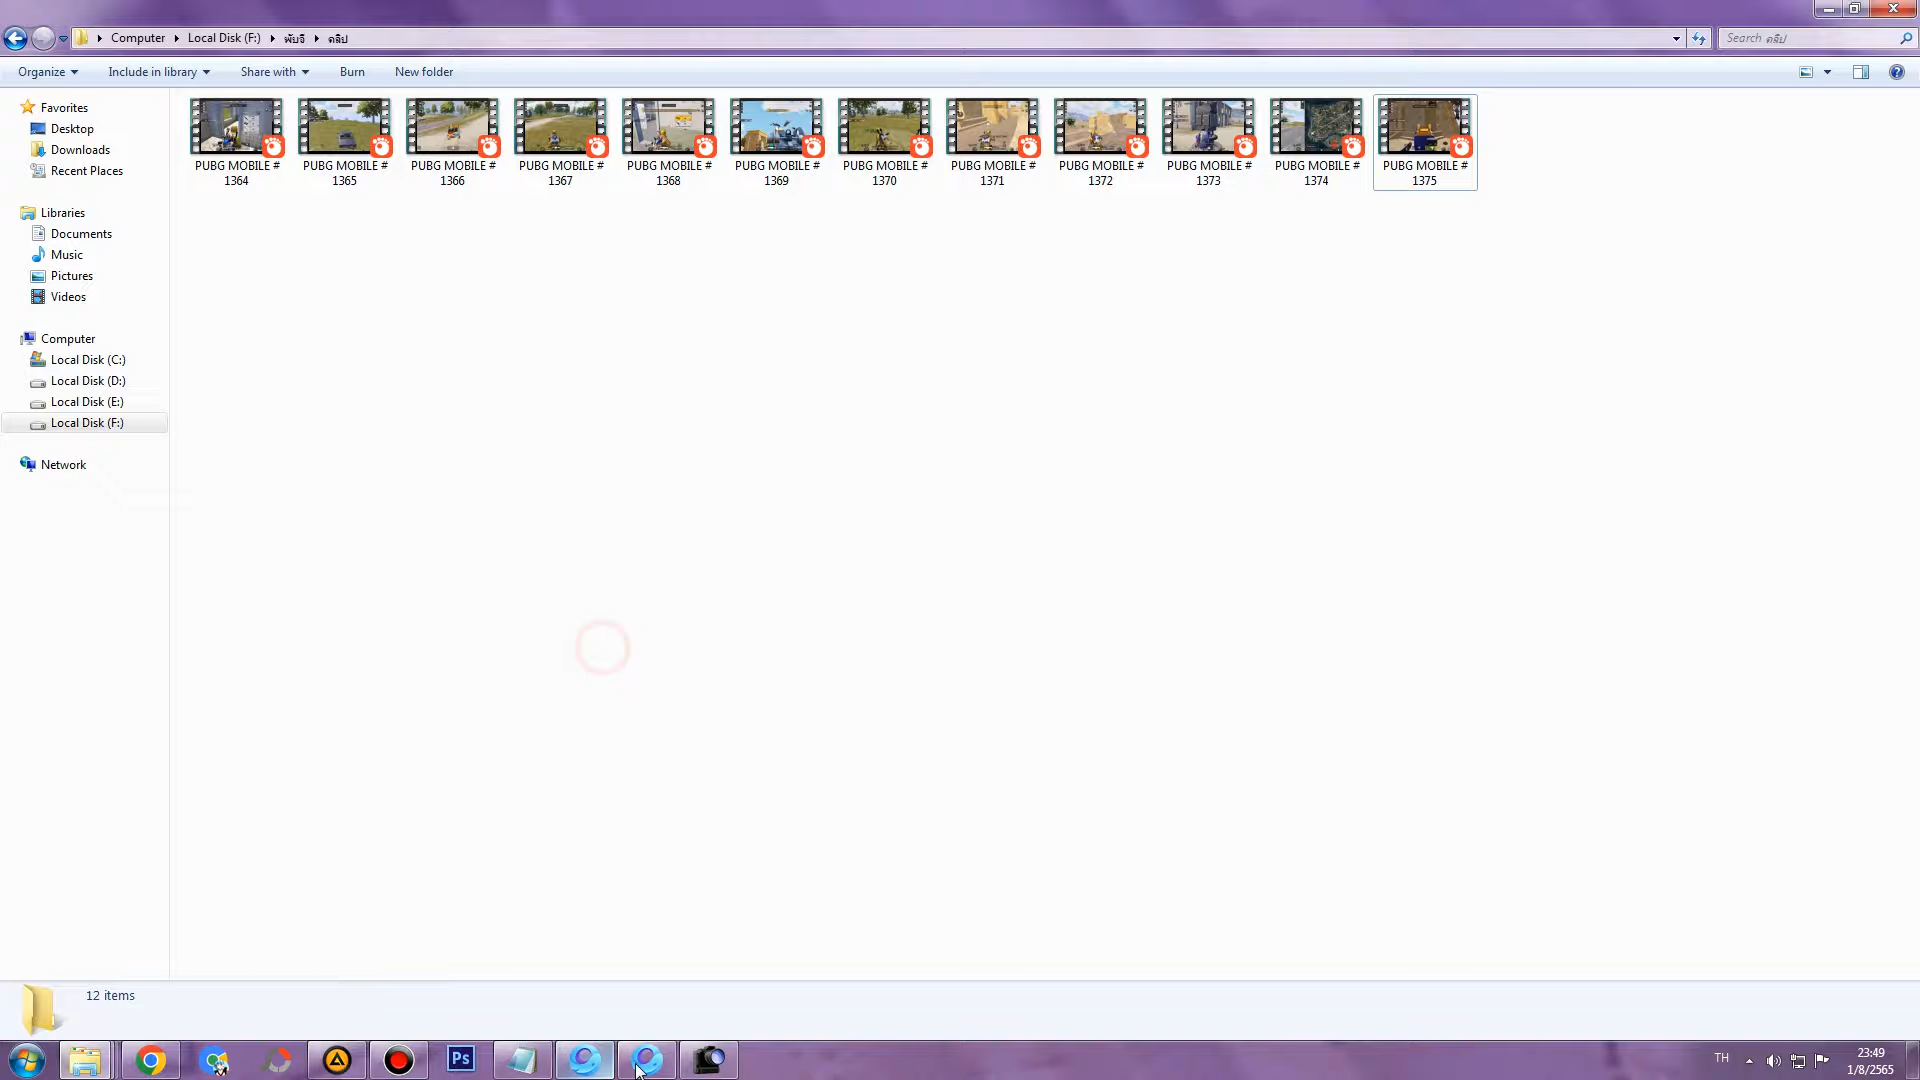 Computer Local Disk (F:) พับจี คลิป Search คลิป
Organize Include in library Share with Burn New folder
Favorites
Desktop
Downloads
Recent Places
Libraries
Documents
Music
Pictures
Videos
Computer
Local Disk (C:)
Local Disk (D:)
Local Disk (E:)
Local Disk (F:)
Network
PUBG MOBILE # 
1364
PUBG MOBILE #
1365
PUBG MOBILE #
1366
PUBG MOBILE #
1367
PUBG MOBILE #
1368
PUBG MOBILE #
1369
PUBG MOBILE #
1370
PUBG MOBILE #
1371
PUBG MOBILE #
1372
PUBG MOBILE #
1373
PUBG MOBILE #
1374
PUBG MOBILE #
1375
12 items
Ps
TH
23:49
1/8/2565